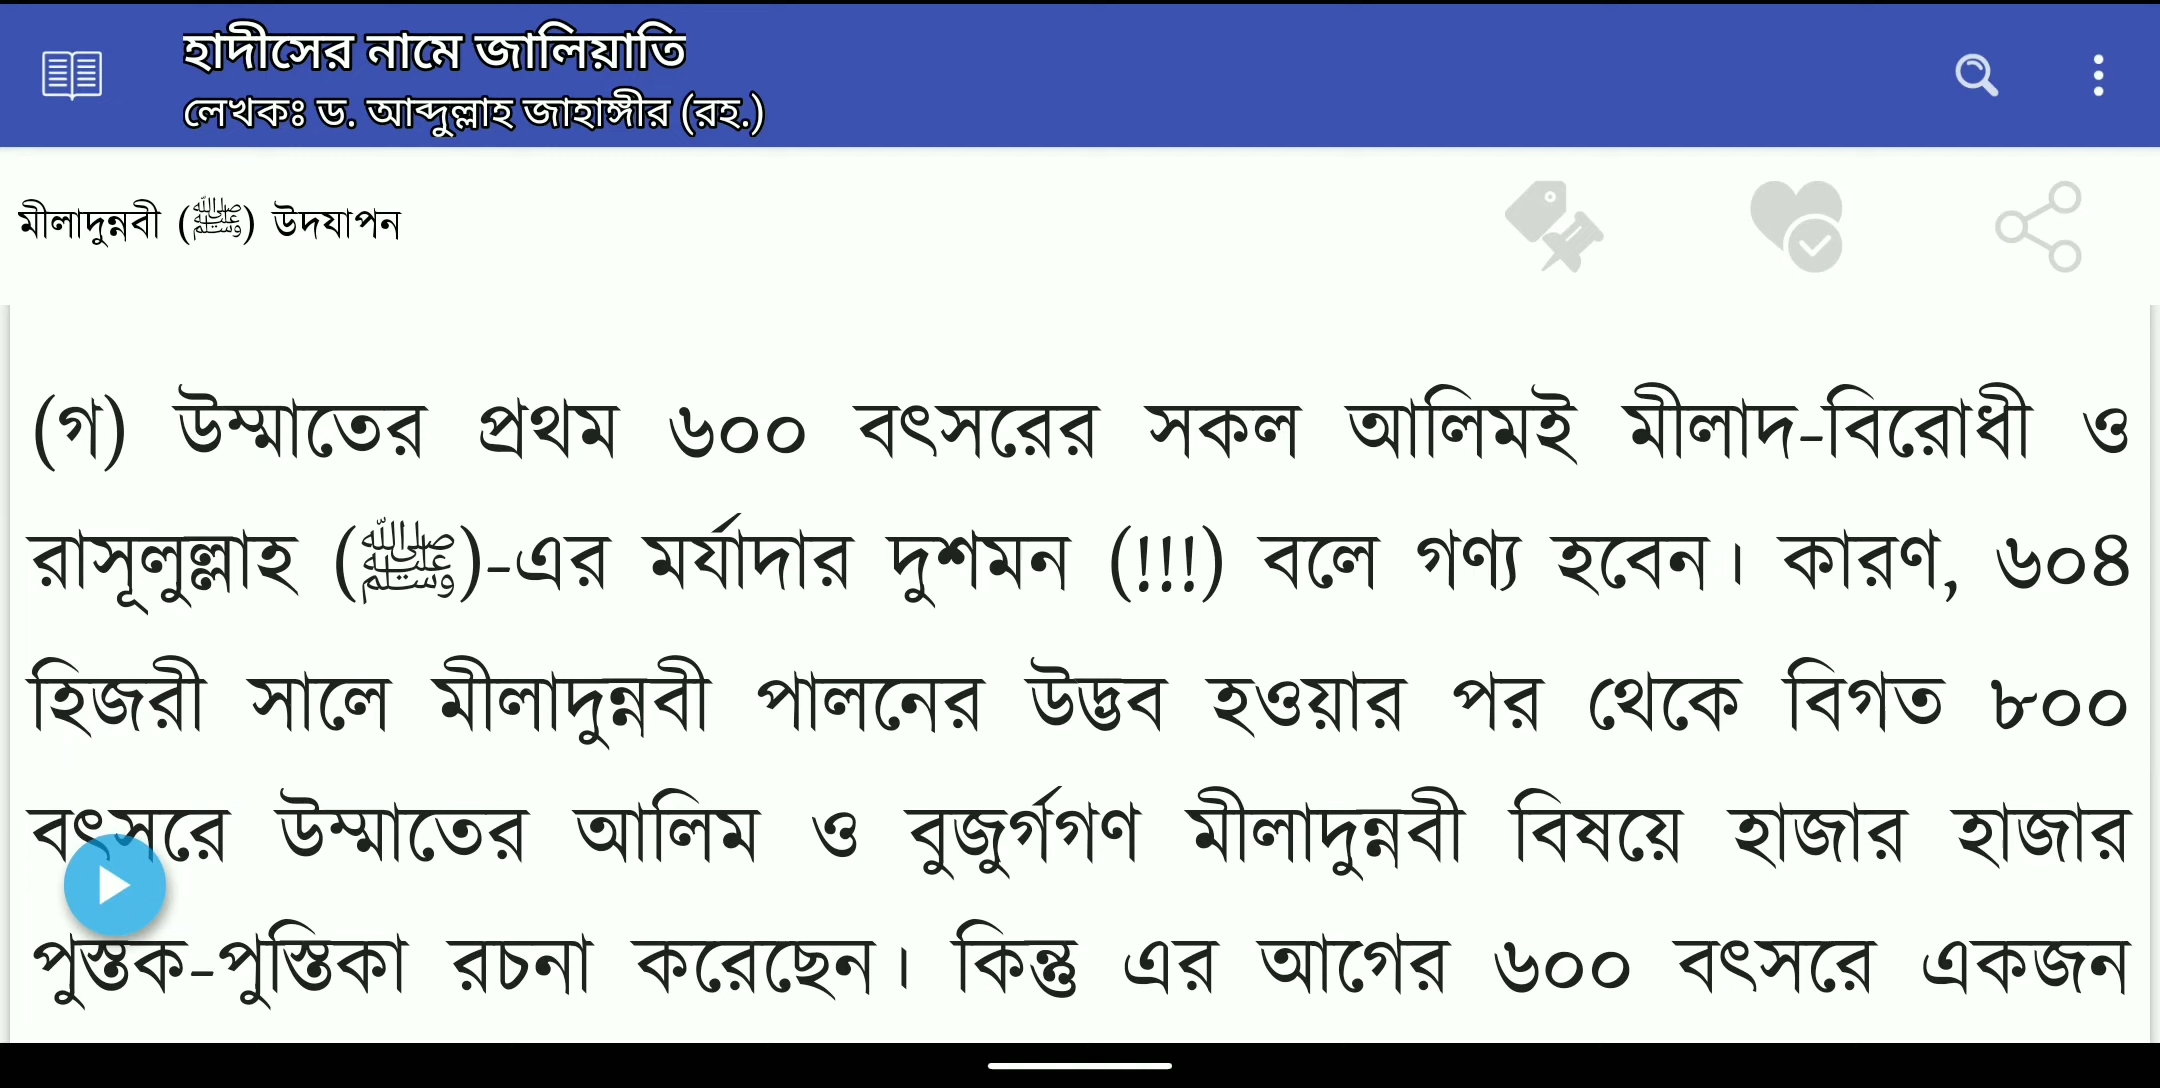 হাদীসের নামে জালিয়াতি
লেখকঃ ড. আব্দুল্লাহ জাহাঙ্গীর (রহ.)
মীলাদুন্নবী (ﷺ) উদযাপন
(গ) উম্মাতের প্রথম ৬০০ বৎসরের সকল আলিমই মীলাদ-বিরোধী ও
রাসূলুল্লাহ (ﷺ)-এর মর্যাদার দুশমন (!!!) বলে গণ্য হবেন। কারণ, ৬০৪
হিজরী সালে মীলাদুন্নবী পালনের উদ্ভব হওয়ার পর থেকে বিগত ৮০০
বৎসরে উম্মাতের আলিম ও বুজুর্গগণ মীলাদুন্নবী বিষয়ে হাজার হাজার
পুস্তক-পুস্তিকা রচনা করেছেন। কিন্তু এর আগের ৬০০ বৎসরে একজন